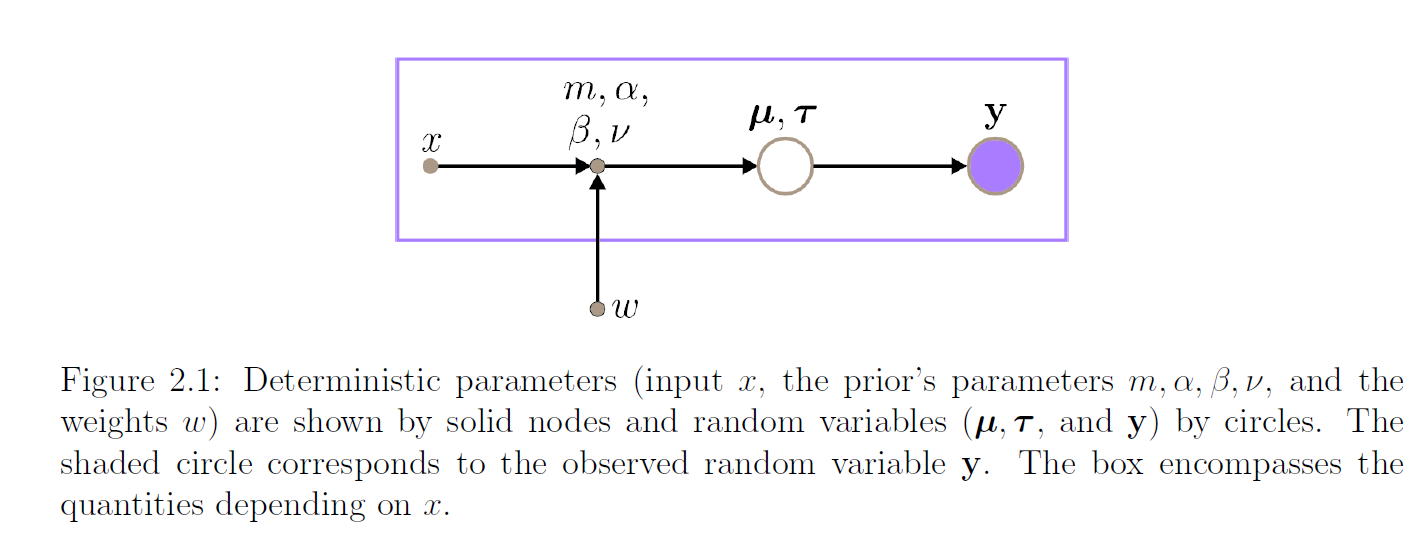 m, α,
β, ν
x
μ, τ
y
w
Figure 2.1: Deterministic parameters (input x, the prior's parameters m, α, β, ν, and the
weights w) are shown by solid nodes and random variables (μ, τ, and y) by circles. The
shaded circle corresponds to the observed random variable y. The box encompasses the
quantities depending on x.